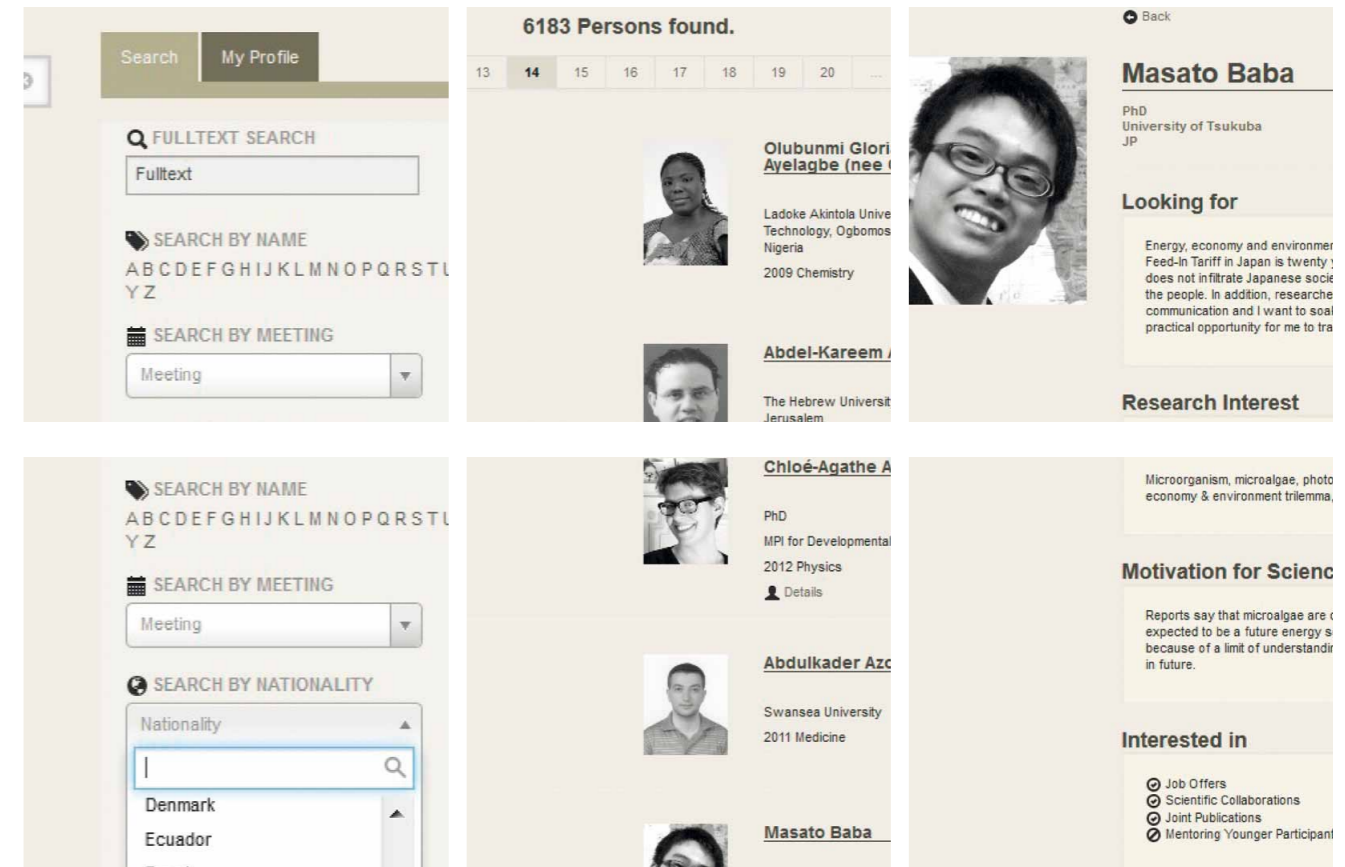 Search
My Profile
FULLTEXT SEARCH
Fulltext
SEARCH BY NAME
A B C D E F G H I J K L M N O P Q R S T U
Y Z
SEARCH BY MEETING
Meeting
6183 Persons found.
13 14 15 16 17 18 19 20 ...
Olubunmi Glori
Ayelagbe (nee
Ladoke Akintola Unive
Technology, Ogbomos
Nigeria
2009 Chemistry
Abdel-Kareem
The Hebrew Universit
Jerusalem
Back
Masato Baba
PhD
University of Tsukuba
JP
Looking for
Energy, economy and environmen
Feed-In Tariff in Japan is twenty
does not infiltrate Japanese socie
the people. In addition, researche
communication and I want to soa
practical opportunity for me to tra
Research Interest
SEARCH BY NAME
A B C D E F G H I J K L M N O P Q R S T U
Y Z
SEARCH BY MEETING
Meeting
SEARCH BY NATIONALITY
Nationality
Denmark
Ecuador
Chloé-Agathe A
PhD
MPI for Developmental
2012 Physics
Details
Abdulkader Azo
Swansea University
2011 Medicine
Masato Baba
Microorganism, microalgae, photo
economy & environment trilemma,
Motivation for Scienc
Reports say that microalgae are
expected to be a future energy s
because of a limit of understandin
in future.
Interested in
Job Offers
Scientific Collaborations
Joint Publications
Mentoring Younger Participant